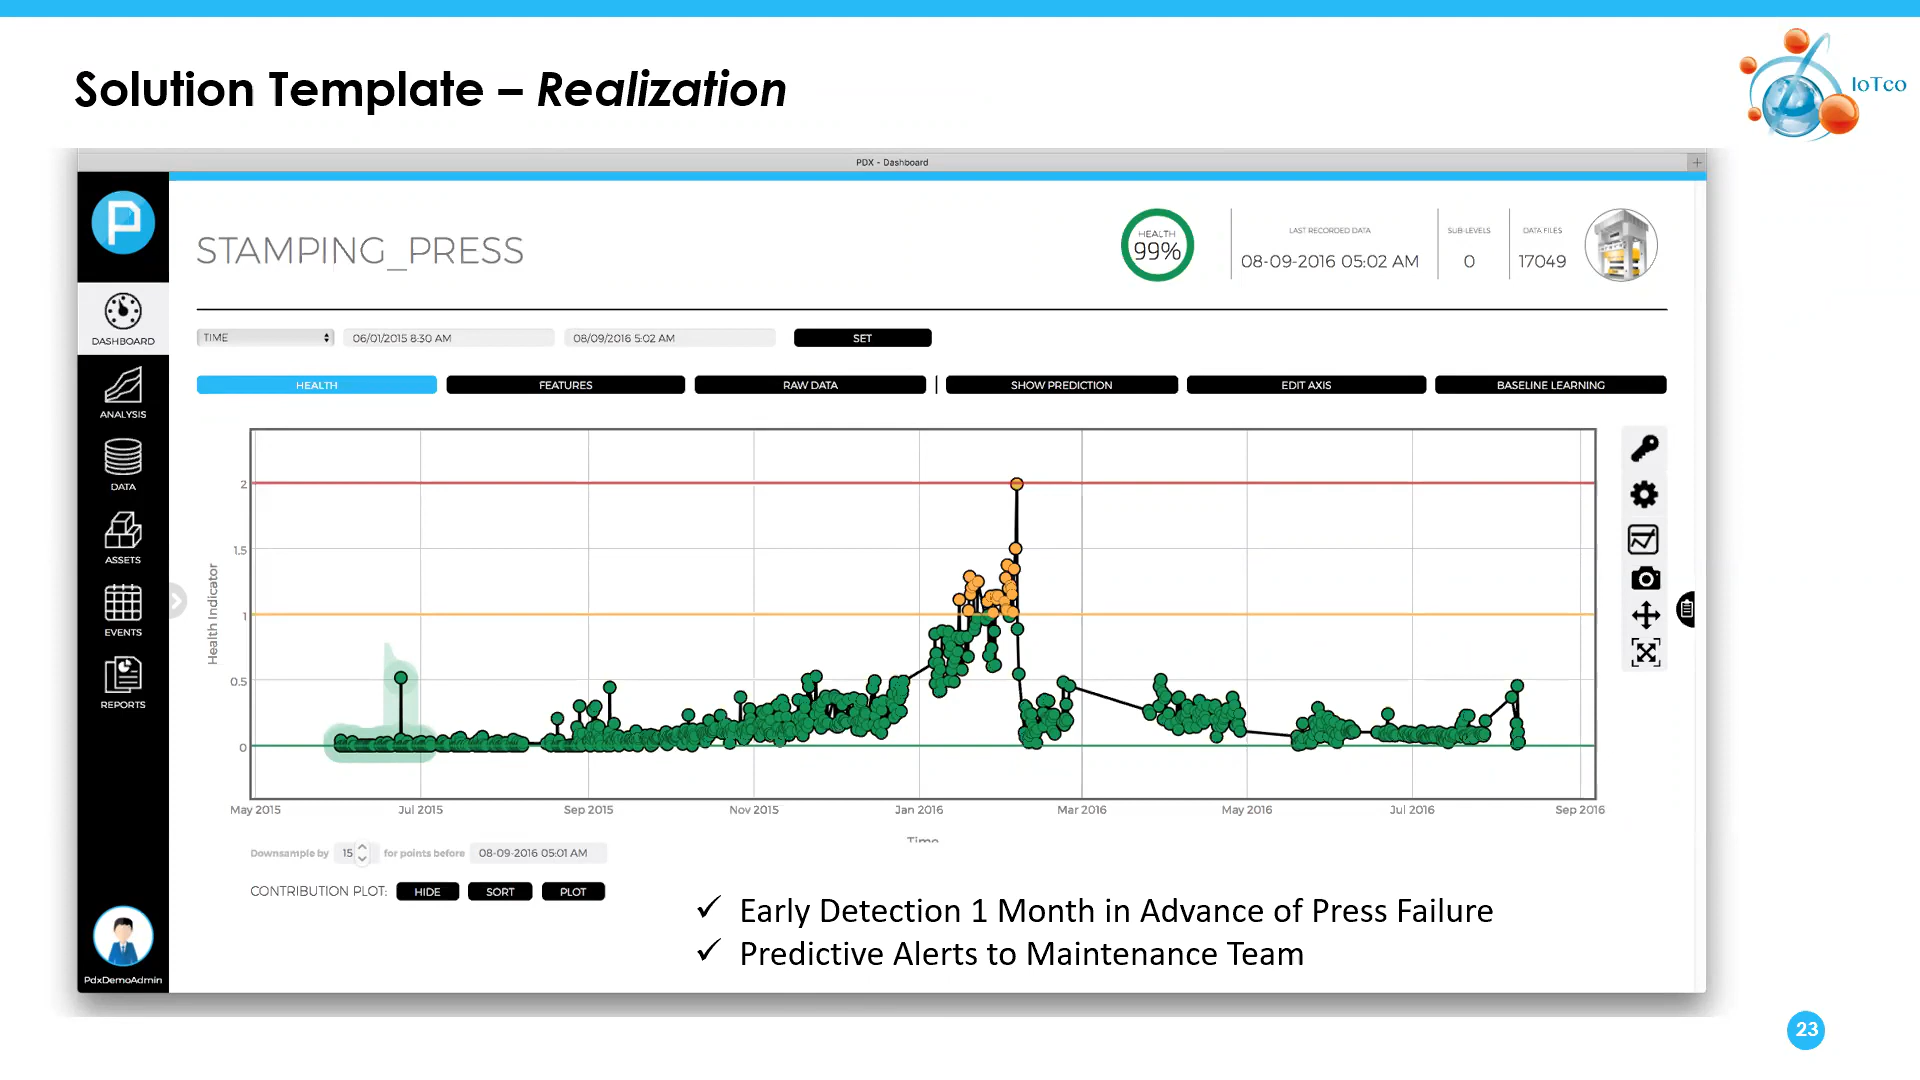 Solution Template – Realization
IoTco
PDX - Dashboard
STAMPING_PRESS
HEALTH
99%
LAST RECORDED DATA
08-09-2016 05:02 AM
SUB-LEVELS
0
DATA FILES
17049
DASHBOARD
ANALYSIS
DATA
ASSETS
EVENTS
REPORTS
PdxDemoAdmin
TIME
06/01/2015 8:30 AM
08/09/2016 5:02 AM
SET
HEALTH
FEATURES
RAW DATA
SHOW PREDICTION
EDIT AXIS
BASELINE LEARNING
Health Indicator
2
1.5
1
0.5
0
May 2015
Jul 2015
Sep 2015
Nov 2015
Jan 2016
Mar 2016
May 2016
Jul 2016
Sep 2016
Time
Downsample by 15 for points before 08-09-2016 05:01 AM
CONTRIBUTION PLOT: HIDE SORT PLOT
✓ Early Detection 1 Month in Advance of Press Failure
✓ Predictive Alerts to Maintenance Team
23